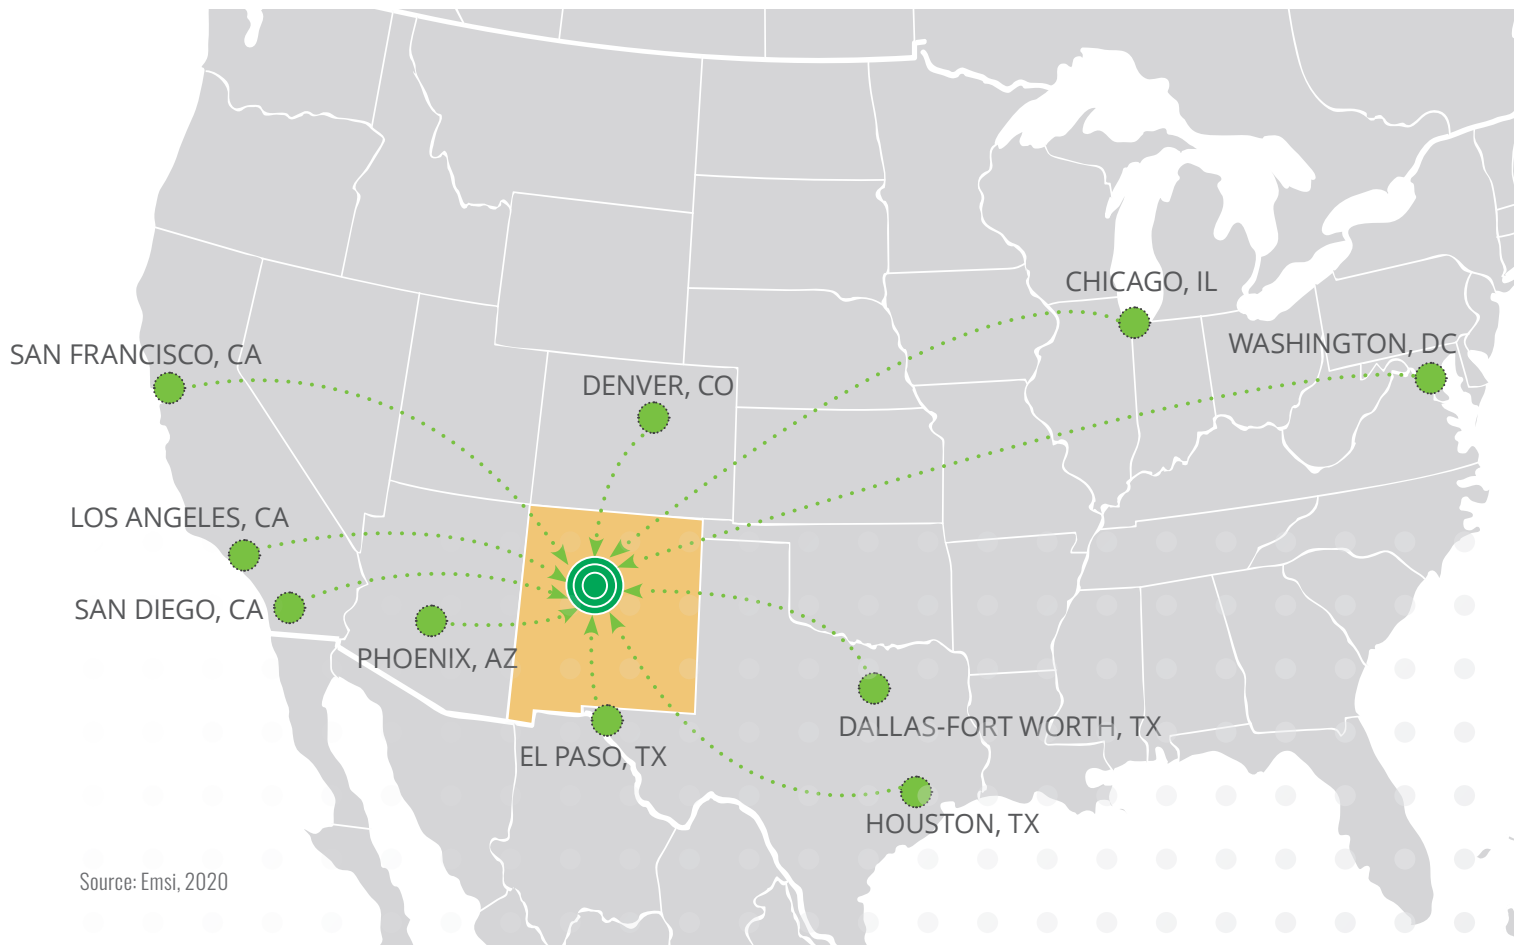 CHICAGO, IL
WASHINGTON, DC
SAN FRANCISCO, CA
DENVER, CO
LOS ANGELES, CA
SAN DIEGO, CA
PHOENIX, AZ
DALLAS-FORT WORTH, TX
EL PASO, TX
HOUSTON, TX
Source: Emsi, 2020